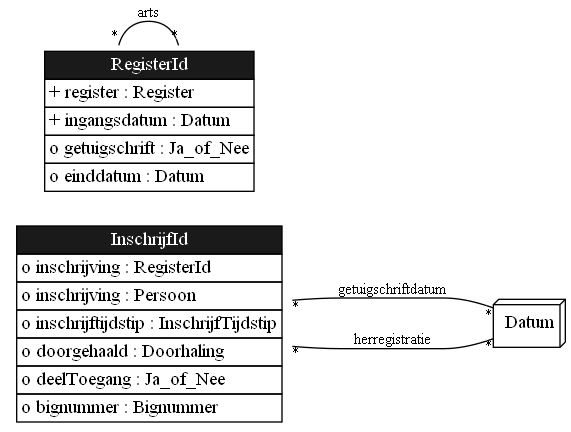 arts
* *
RegisterId
+ register : Register
+ ingangsdatum : Datum
o getuigschrift : Ja_of_Nee
o einddatum : Datum
InschrijfId
o inschrijving : RegisterId
o inschrijving : Persoon
o inschrijftijdstip : InschrijfTijdstip
o doorgehaald : Doorhaling
o deelToegang : Ja_of_Nee
o bignummer : Bignummer
* getuigschriftdatum *
Datum
* herregistratie *